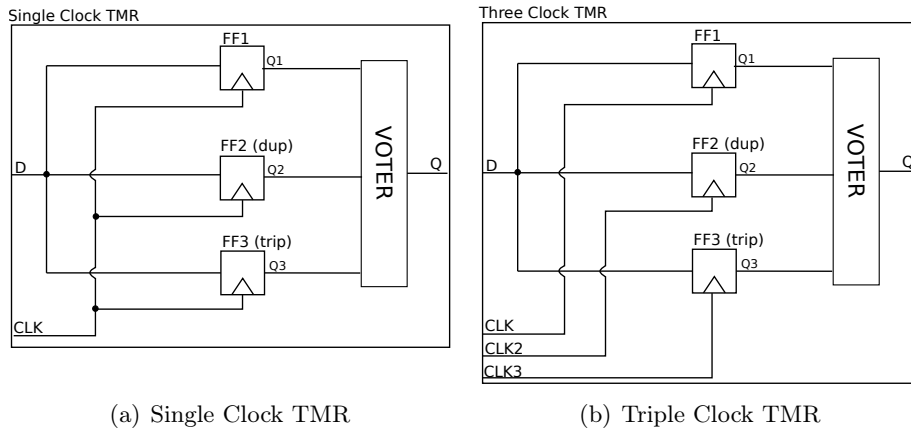 Single Clock TMR
FF1
Q1
FF2 (dup)
D
Q2
VOTER
Q
FF3 (trip)
Q3
CLK
(a) Single Clock TMR
Three Clock TMR
FF1
Q1
FF2 (dup)
D
Q2
VOTER
Q
FF3 (trip)
Q3
CLK
CLK2
CLK3
(b) Triple Clock TMR